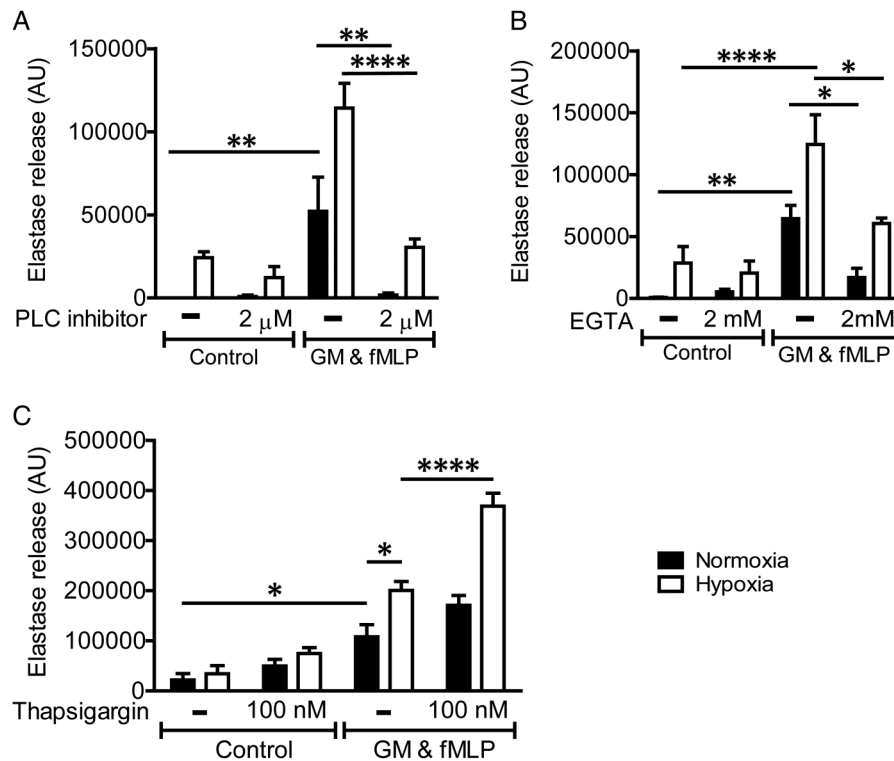 A
Elastase release (AU)
150000
100000
50000
0
**
****
**
PLC inhibitor
– 2 μM – 2 μM
Control GM & fMLP
B
Elastase release (AU)
200000
150000
100000
50000
0
**** *
*
**
EGTA
– 2 mM – 2mM
Control GM & fMLP
C
Elastase release (AU)
500000
400000
300000
200000
100000
0
****
*
*
Thapsigargin
– 100 nM – 100 nM
Control GM & fMLP
Normoxia
Hypoxia